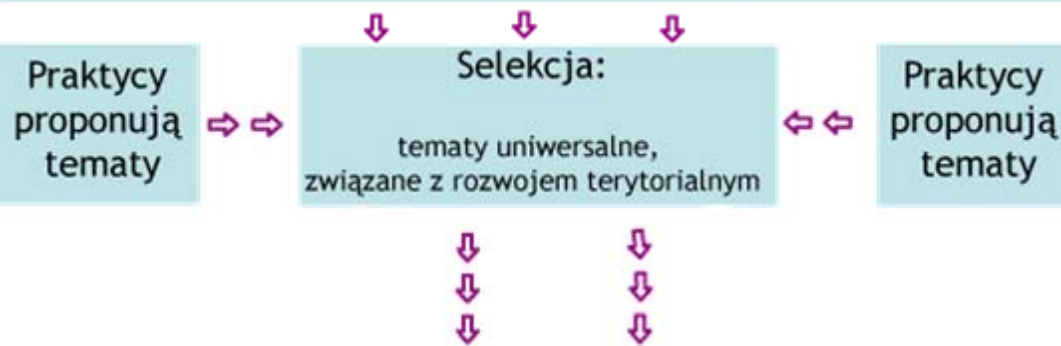 Praktycy
proponują
tematy
Selekcja:
tematy uniwersalne,
związane z rozwojem terytorialnym
Praktycy
proponują
tematy